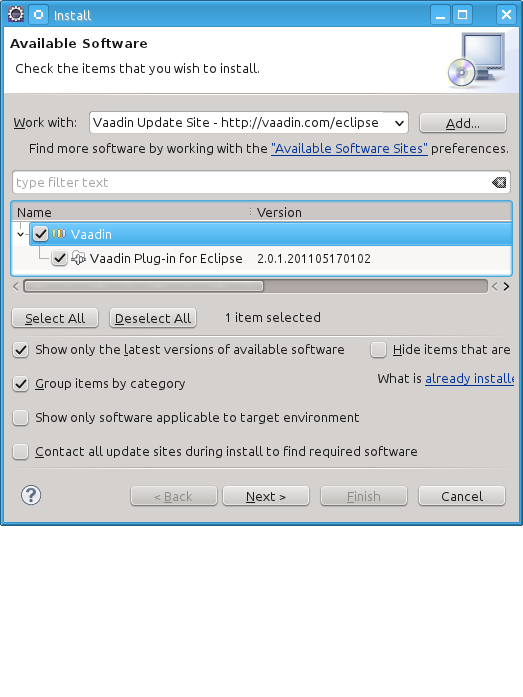 Install
Available Software
Check the items that you wish to install.
Work with: Vaadin Update Site - http://vaadin.com/eclipse Add...
Find more software by working with the "Available Software Sites" preferences.
type filter text
Name Version
Vaadin
Vaadin Plug-in for Eclipse 2.0.1.201105170102
Select All Deselect All 1 item selected
Show only the latest versions of available software Hide items that are
Group items by category What is already
Show only software applicable to target environment
Contact all update sites during install to find required software
< Back Next > Finish Cancel